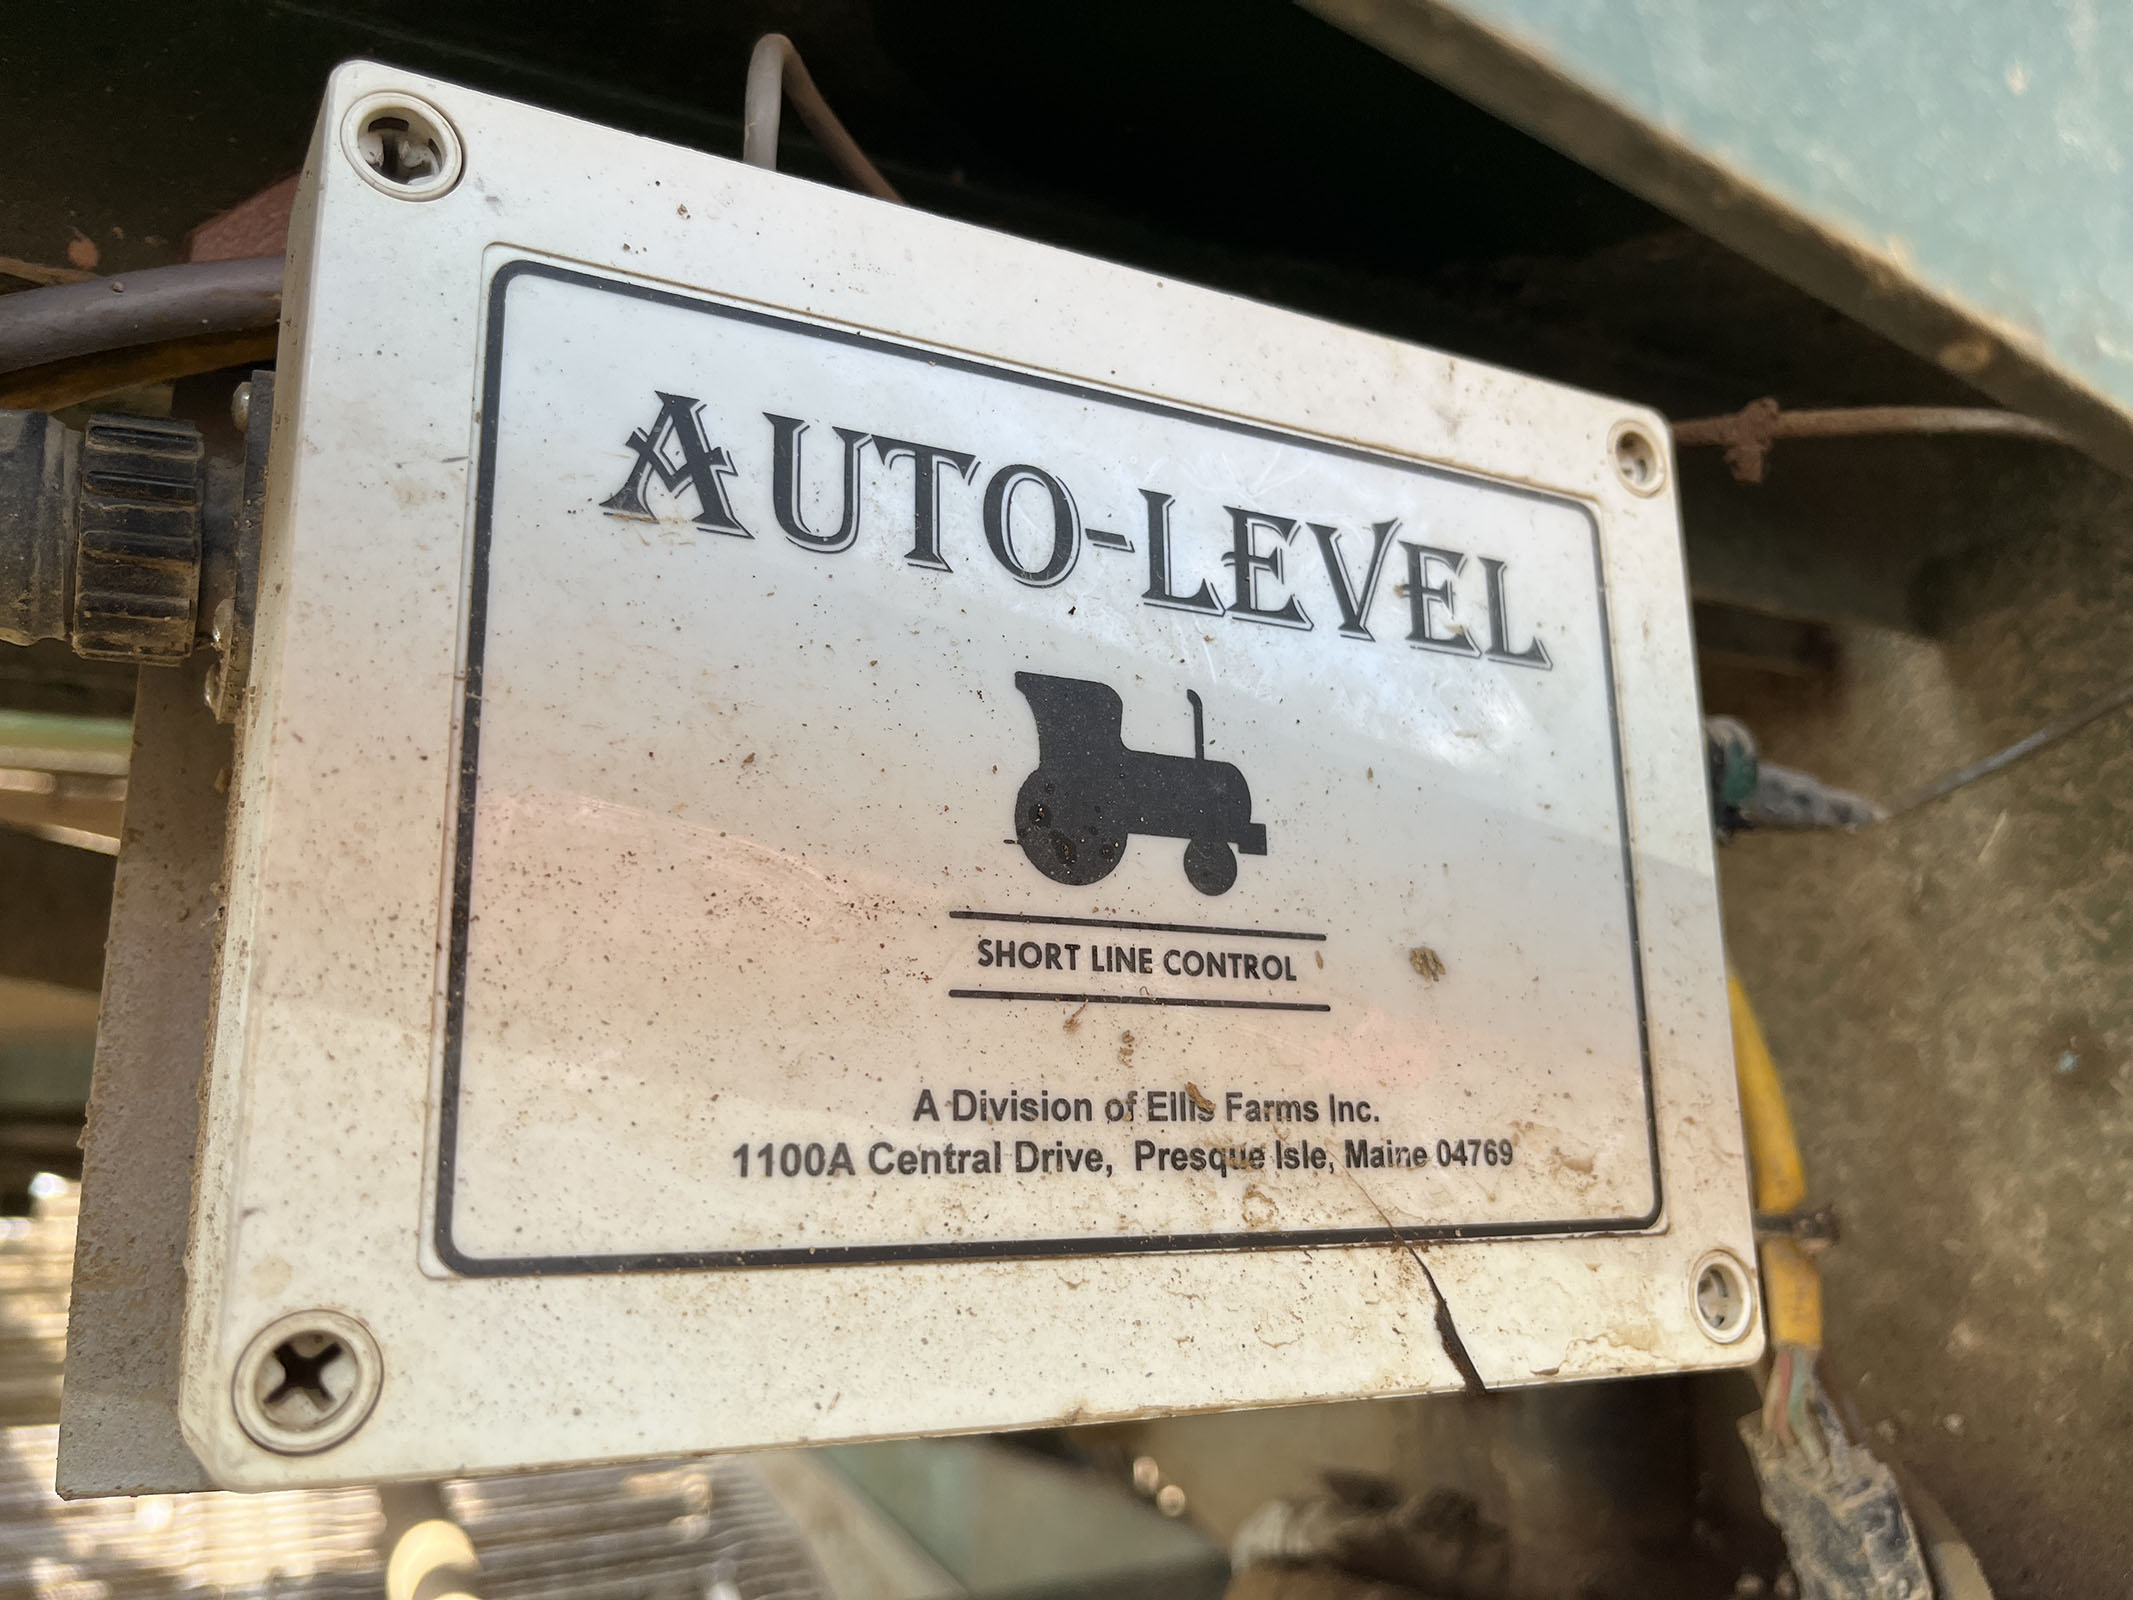 AUTO-LEVEL
SHORT LINE CONTROL
A Division of Ellis Farms Inc.
1100A Central Drive, Presque Isle, Maine 04769